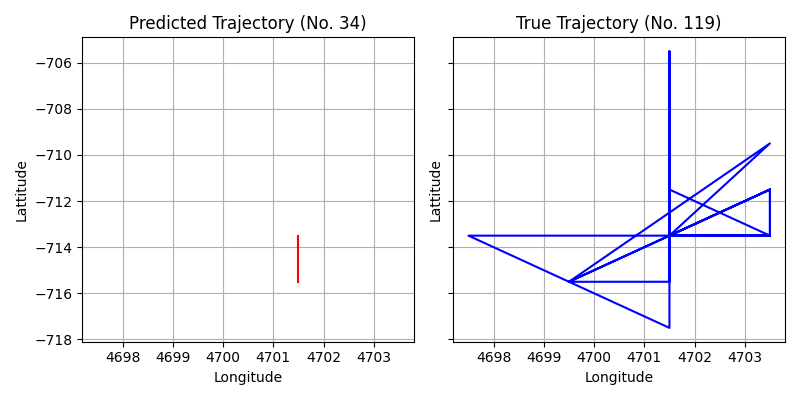 Predicted Trajectory (No. 34)
True Trajectory (No. 119)
−706
−708
−710
−712
−714
−716
−718
Lattitude
Lattitude
4698 4699 4700 4701 4702 4703
4698 4699 4700 4701 4702 4703
Longitude
Longitude